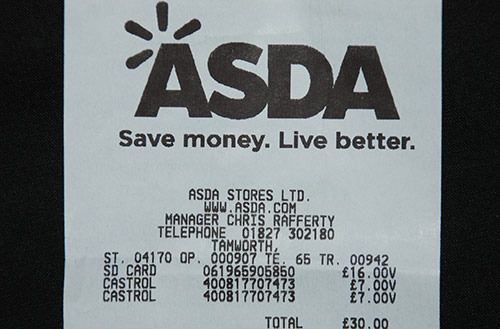 ASDA
Save money. Live better.
ASDA STORES LTD.
WWW.ASDA.COM
MANAGER CHRIS RAFFERTY
TELEPHONE 01827 302180
TAMWORTH,
ST. 04170 OP. 000907 TE. 65 TR. 00942
SD CARD 061965905850 £16.00V
CASTROL 400817707473 £7.00V
CASTROL 400817707473 £7.00V
TOTAL £30.00